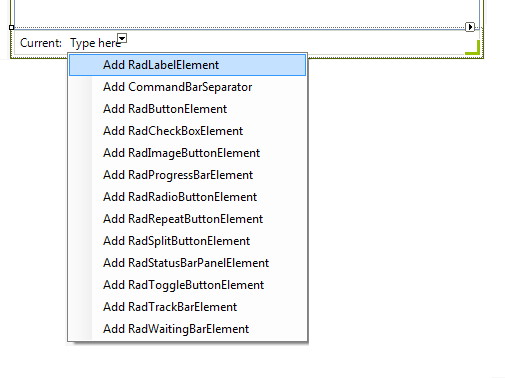 Current: Type here
Add RadLabelElement
Add CommandBarSeparator
Add RadButtonElement
Add RadCheckBoxElement
Add RadImageButtonElement
Add RadProgressBarElement
Add RadRadioButtonElement
Add RadRepeatButtonElement
Add RadSplitButtonElement
Add RadStatusBarPanelElement
Add RadToggleButtonElement
Add RadTrackBarElement
Add RadWaitingBarElement